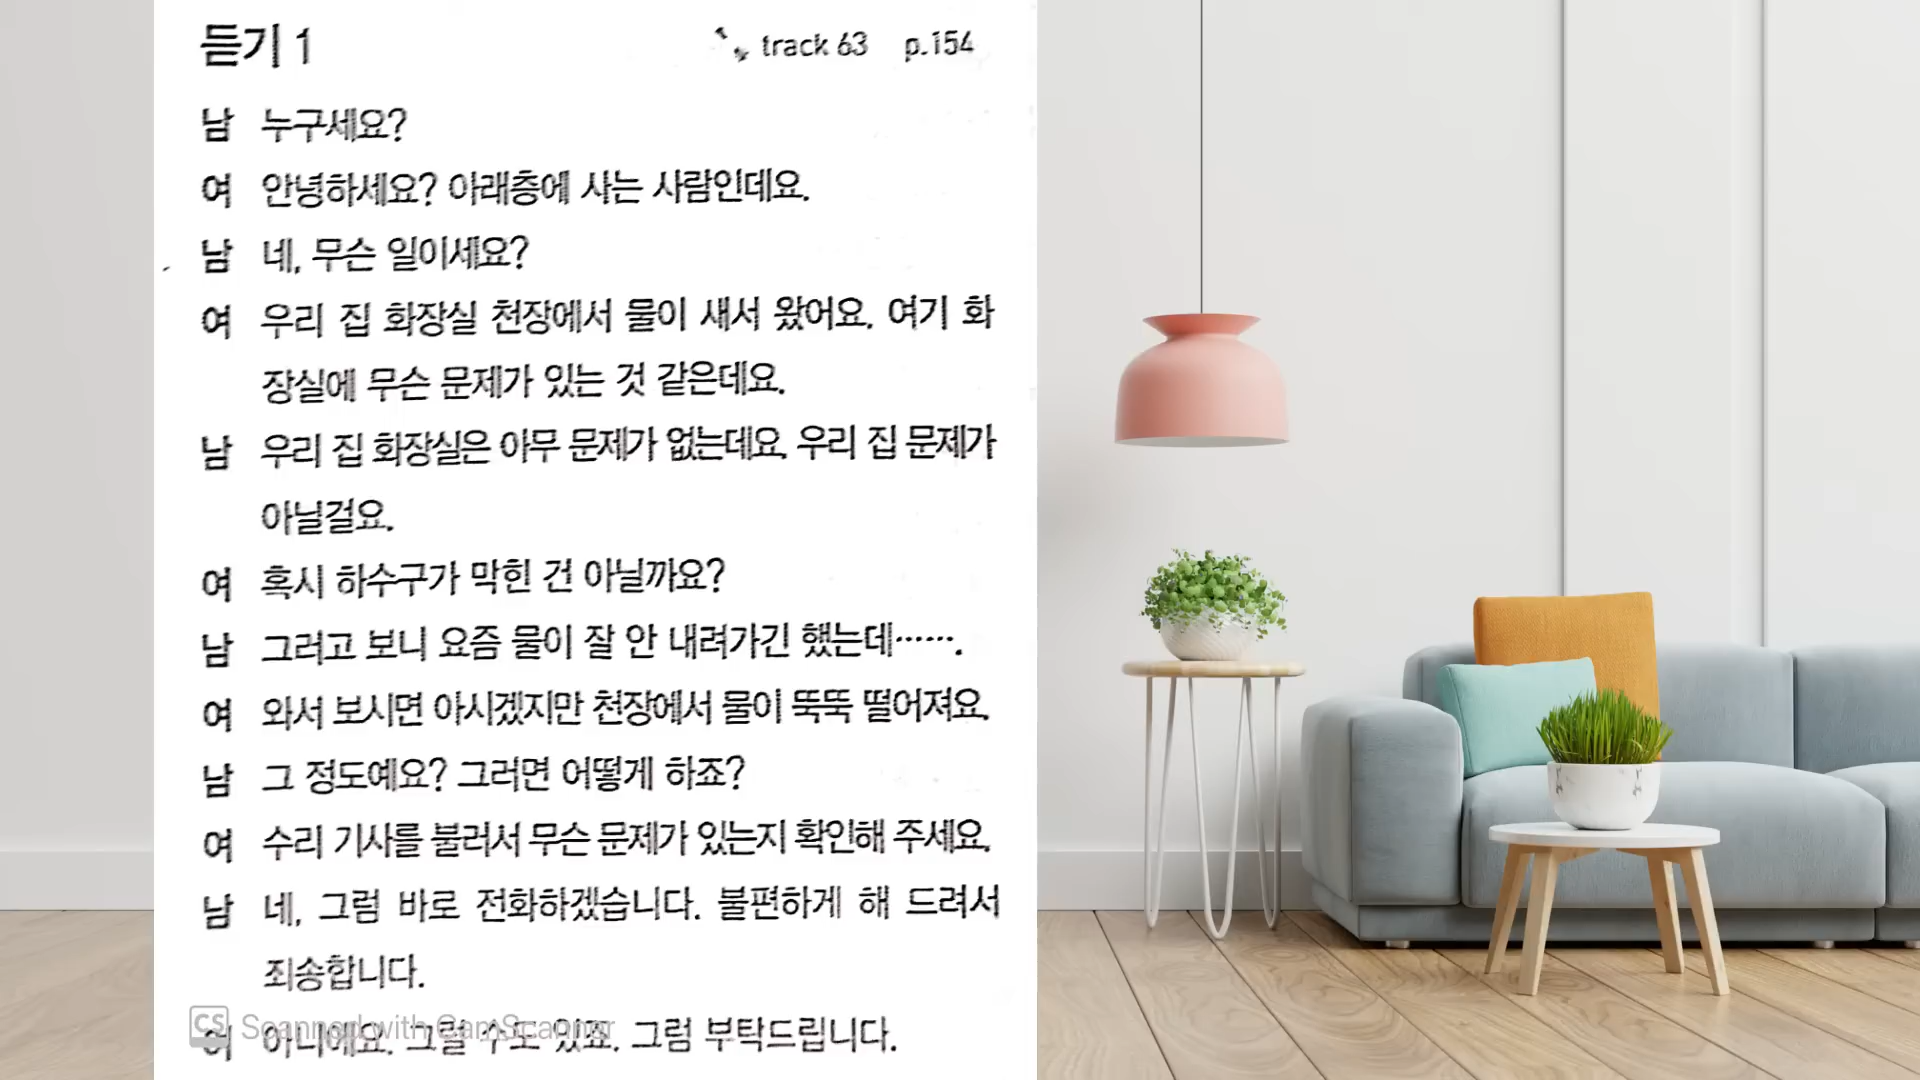 듣기 1 track 63 p.154
남 누구세요?
여 안녕하세요? 아래층에 사는 사람인데요.
남 네, 무슨 일이세요?
여 우리 집 화장실 천장에서 물이 새서 왔어요. 여기 화
장실에 무슨 문제가 있는 것 같은데요.
남 우리 집 화장실은 아무 문제가 없는데요. 우리 집 문제가
아닐걸요.
여 혹시 하수구가 막힌 건 아닐까요?
남 그러고 보니 요즘 물이 잘 안 내려가긴 했는데…….
여 와서 보시면 아시겠지만 천장에서 물이 뚝뚝 떨어져요.
남 그 정도예요? 그러면 어떻게 하죠?
여 수리 기사를 불러서 무슨 문제가 있는지 확인해 주세요.
남 네, 그럼 바로 전화하겠습니다. 불편하게 해 드려서
죄송합니다.
여 아니에요. 그럴 수도 있죠. 그럼 부탁드립니다.
CS Scanned with CamScanner